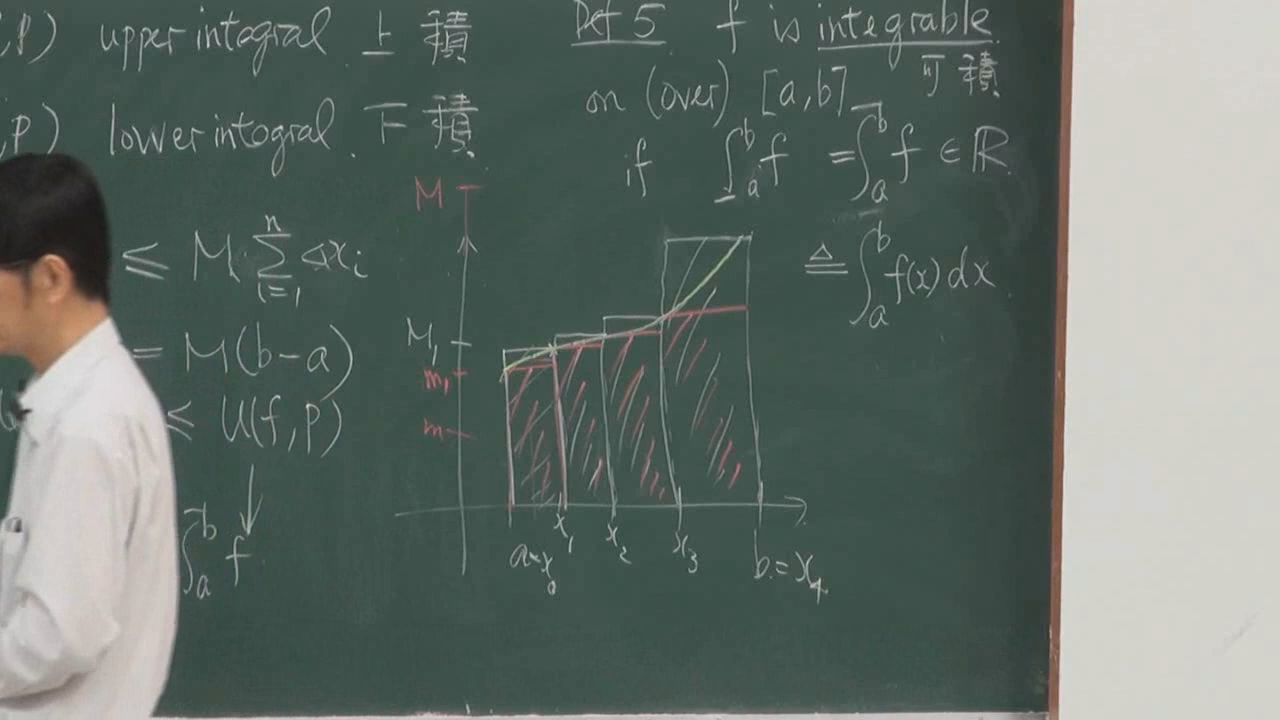 ,P) upper integral 上積
,P) lower integral. 下積
≤ M ∑_{i=1}^{n} Δx_i
= M(b-a)
≤ U(f,P)
∫̅_a^b f
Def 5. f is integrable
可積
on (over) [a,b]
if ∫̲_a^b f = ∫̅_a^b f ∈ ℝ.
≜ ∫_a^b f(x) dx.
M
M₁
m₁
m
a=x₀ x₁ x₂ x₃ b=x₄